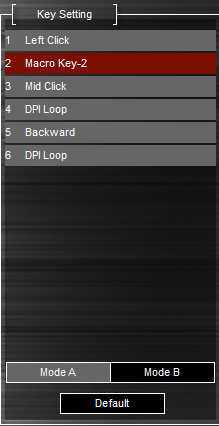 Key Setting
1 Left Click
2 Macro Key-2
3 Mid Click
4 DPI Loop
5 Backward
6 DPI Loop
Mode A Mode B
Default